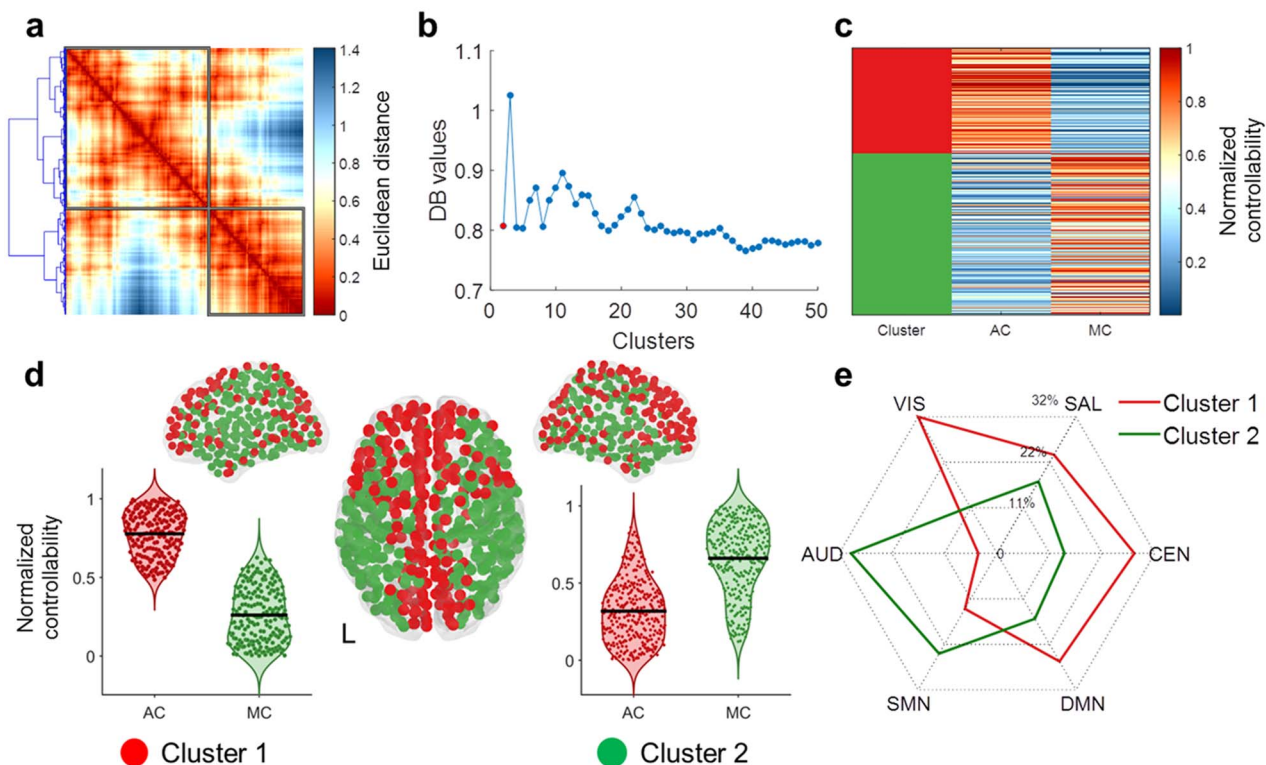 a
1.4
1.2
1
0.8
0.6
0.4
0.2
0
Euclidean distance
b
1.1
1
0.9
0.8
0.7
DB values
0 10 20 30 40 50
Clusters
c
Cluster AC MC
1
0.8
0.6
0.4
0.2
Normalized
controllability
d
Normalized
controllability
1
0.5
0
AC MC
L
1
0.5
0
AC MC
Cluster 1
Cluster 2
e
VIS
32%
SAL
22%
11%
AUD
0
CEN
SMN
DMN
Cluster 1
Cluster 2